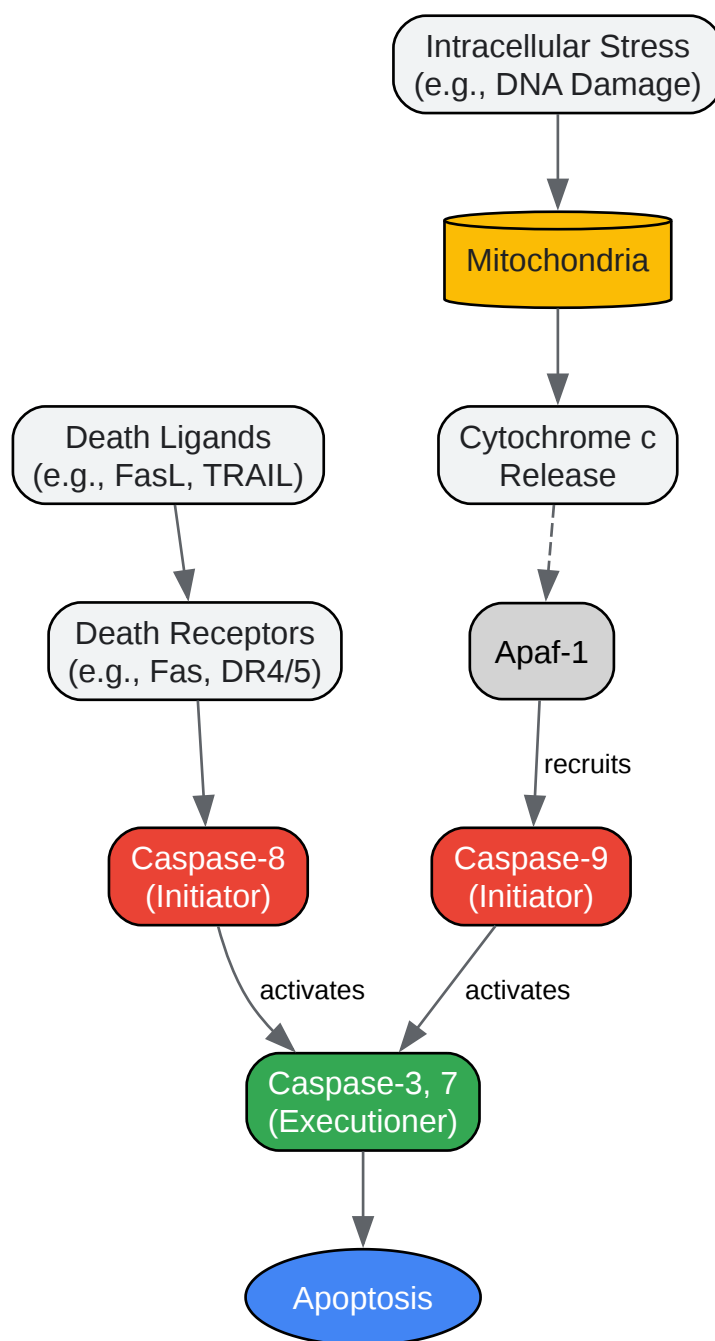 Intracellular Stress
(e.g., DNA Damage)
Mitochondria
Death Ligands
(e.g., FasL, TRAIL)
Cytochrome c
Release
Death Receptors
(e.g., Fas, DR4/5)
Apaf-1
recruits
Caspase-8
(Initiator)
Caspase-9
(Initiator)
activates
activates
Caspase-3, 7
(Executioner)
Apoptosis